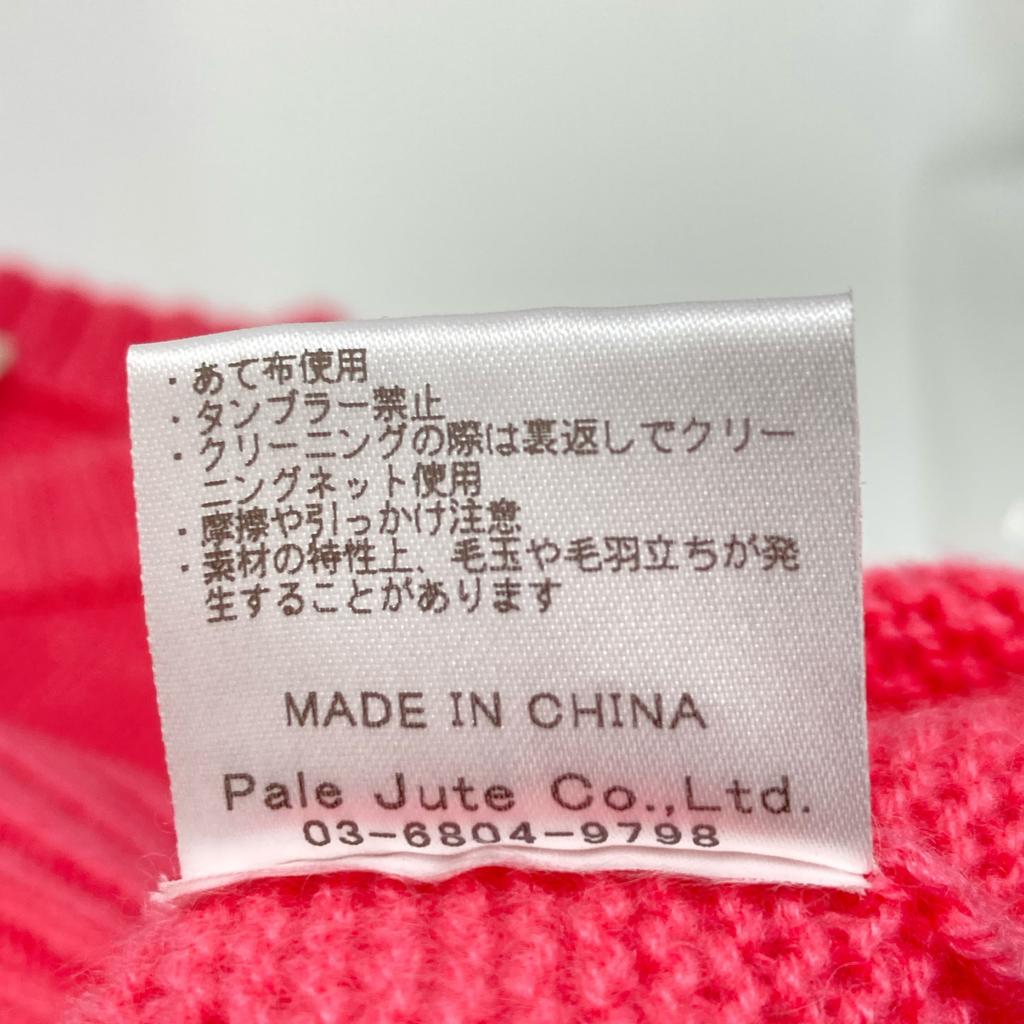 ・あて布使用
・タンブラー禁止
・クリーニングの際は裏返しでクリー
ニングネット使用
・摩擦や引っかけ注意
・素材の特性上、毛玉や毛羽立ちが発
生することがあります
MADE IN CHINA
Pale Jute Co.,Ltd.
03-6804-9798